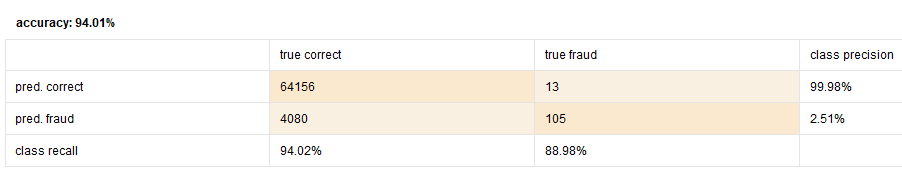 accuracy: 94.01%
true correct true fraud class precision
pred. correct 64156 13 99.98%
pred. fraud 4080 105 2.51%
class recall 94.02% 88.98%